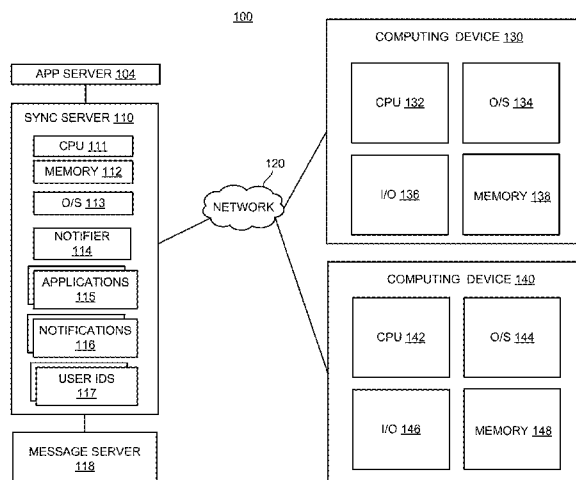 100
APP SERVER 104
SYNC SERVER 110
CPU 111
MEMORY 112
O/S 113
NOTIFIER
114
APPLICATIONS
115
NOTIFICATIONS
116
USER IDS
117
MESSAGE SERVER
118
120
NETWORK
COMPUTING DEVICE 130
CPU 132
O/S 134
I/O 136
MEMORY 138
COMPUTING DEVICE 140
CPU 142
O/S 144
I/O 146
MEMORY 148